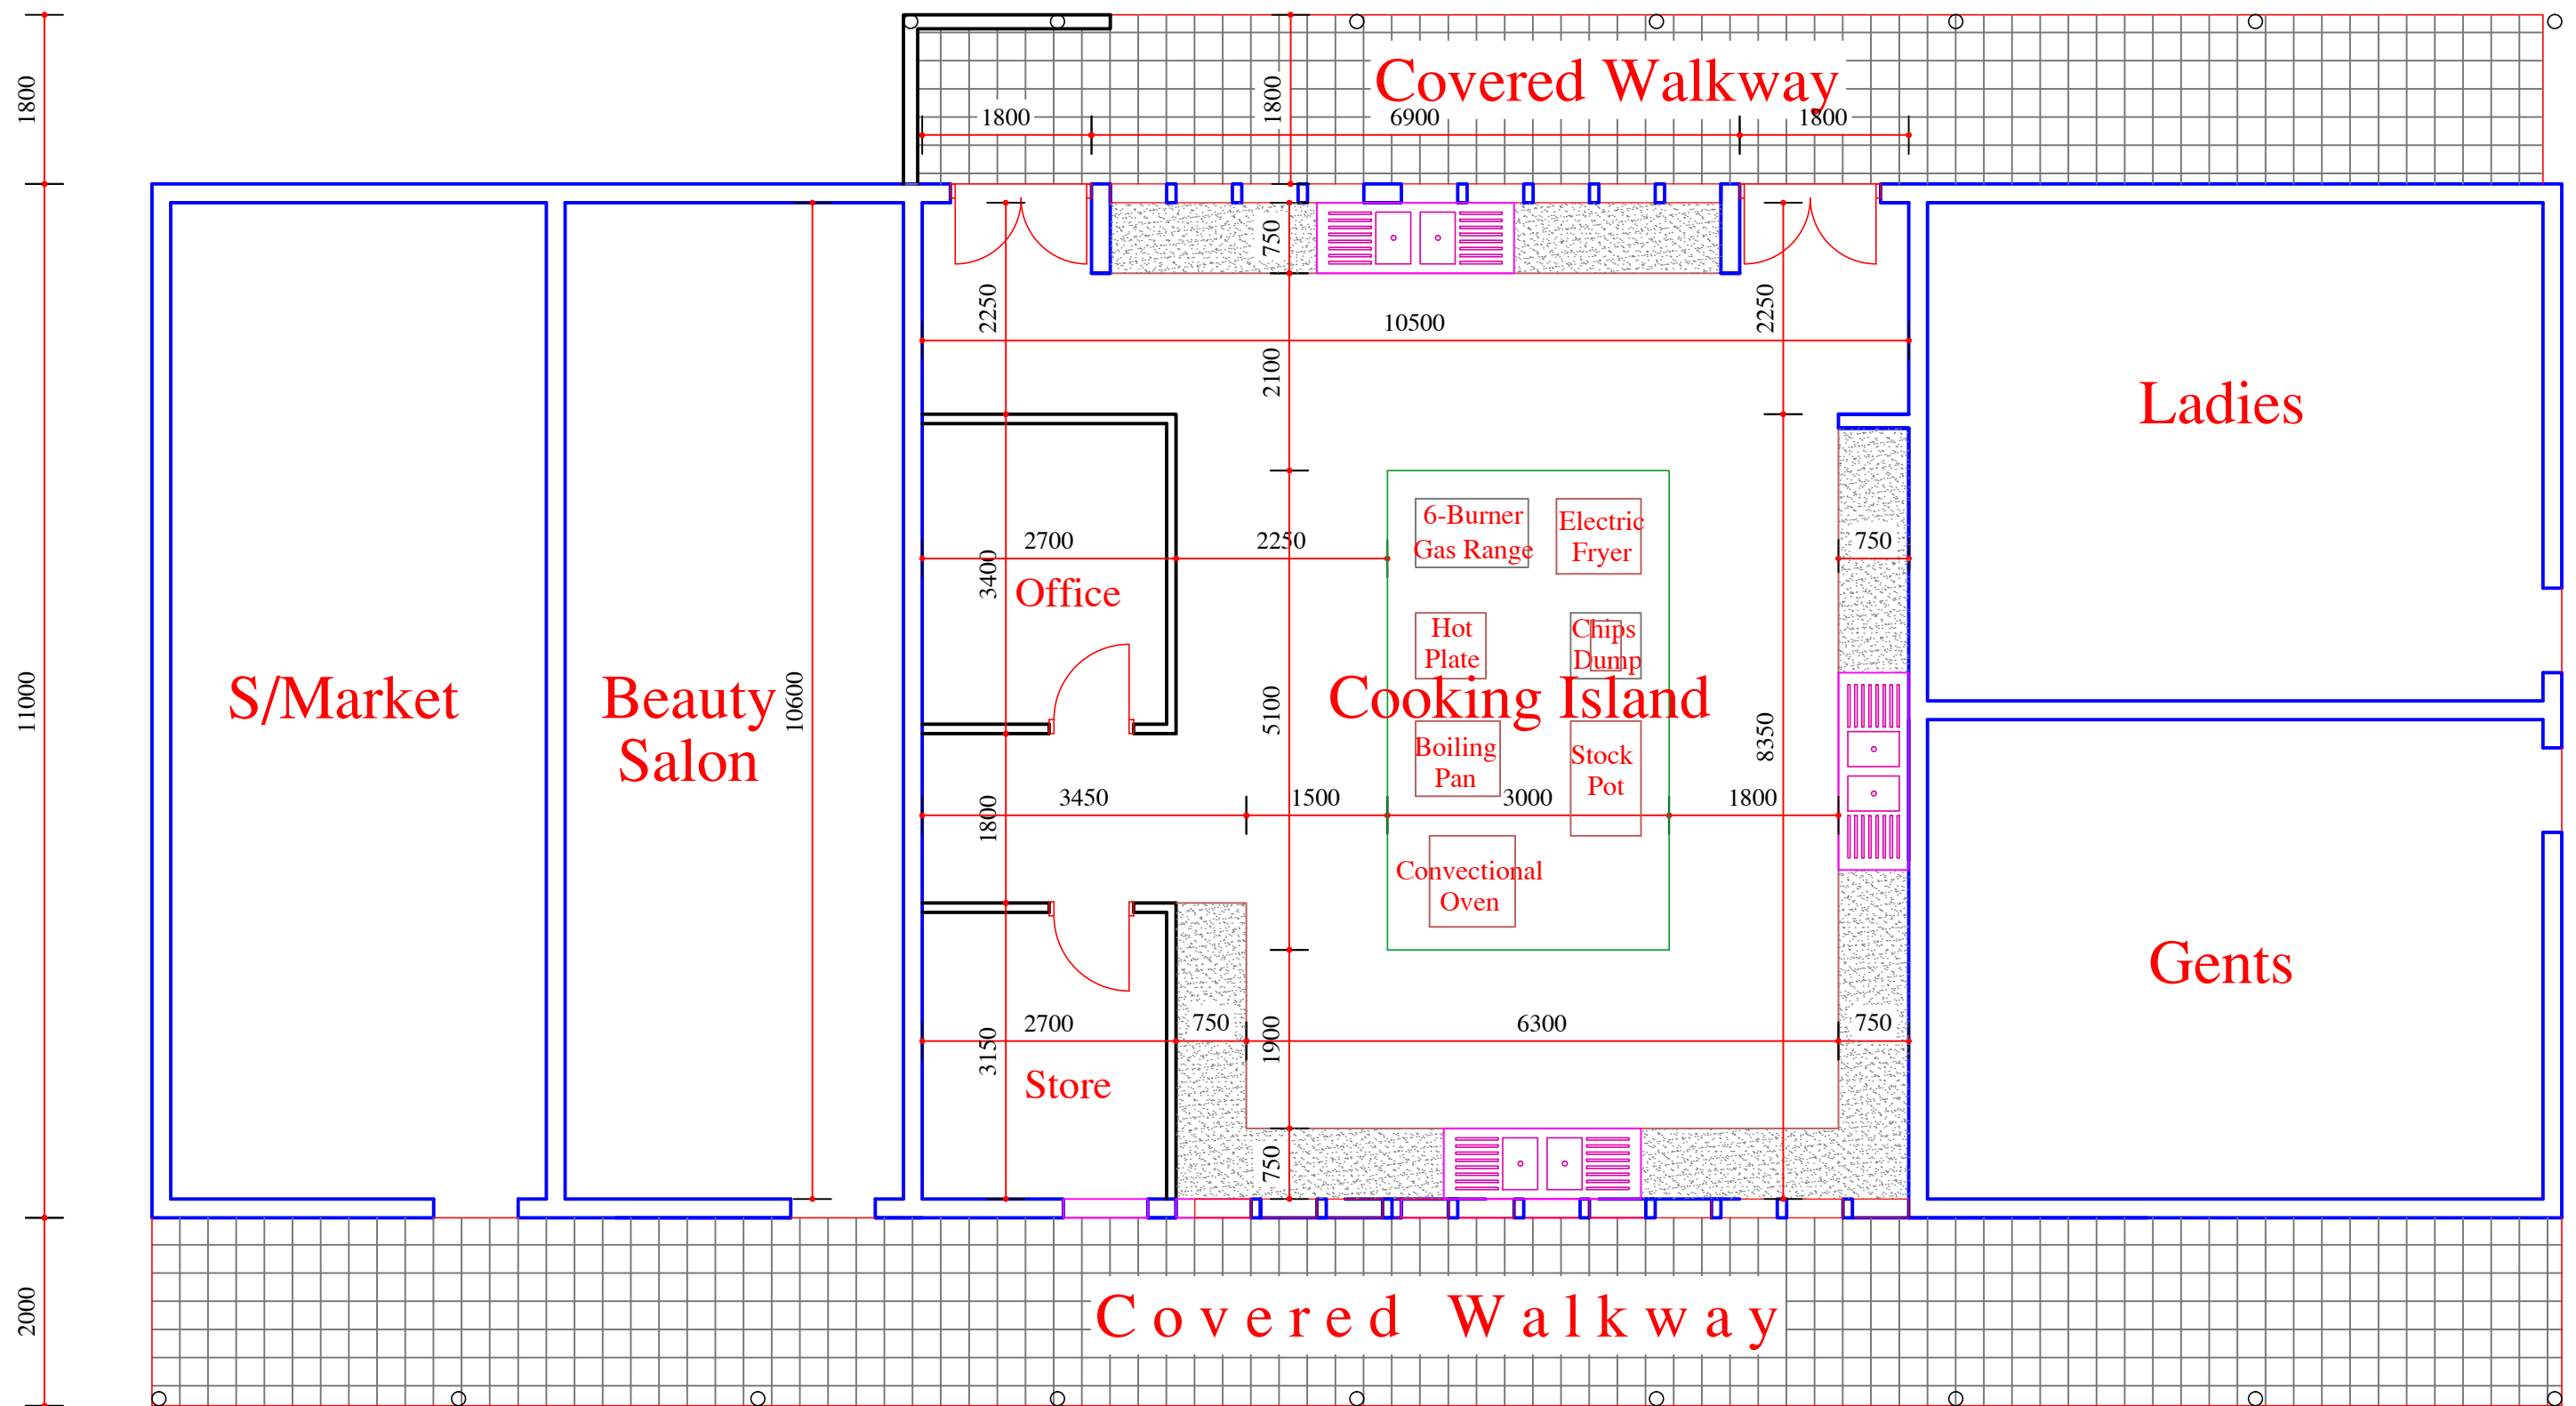 Covered Walkway
1800
1800
1800
6900
1800
750
2250
2250
10500
2100
Ladies
6-Burner
Gas Range
Electric
Fryer
2700
2250
750
3400
Office
Hot
Plate
Chips
Dump
S/Market
Beauty
Salon
10600
11000
5100
Cooking Island
8350
Boiling
Pan
Stock
Pot
3450
1500
3000
1800
1800
Convectional
Oven
Gents
2700
750
6300
750
3150
1900
Store
750
2000
Covered Walkway